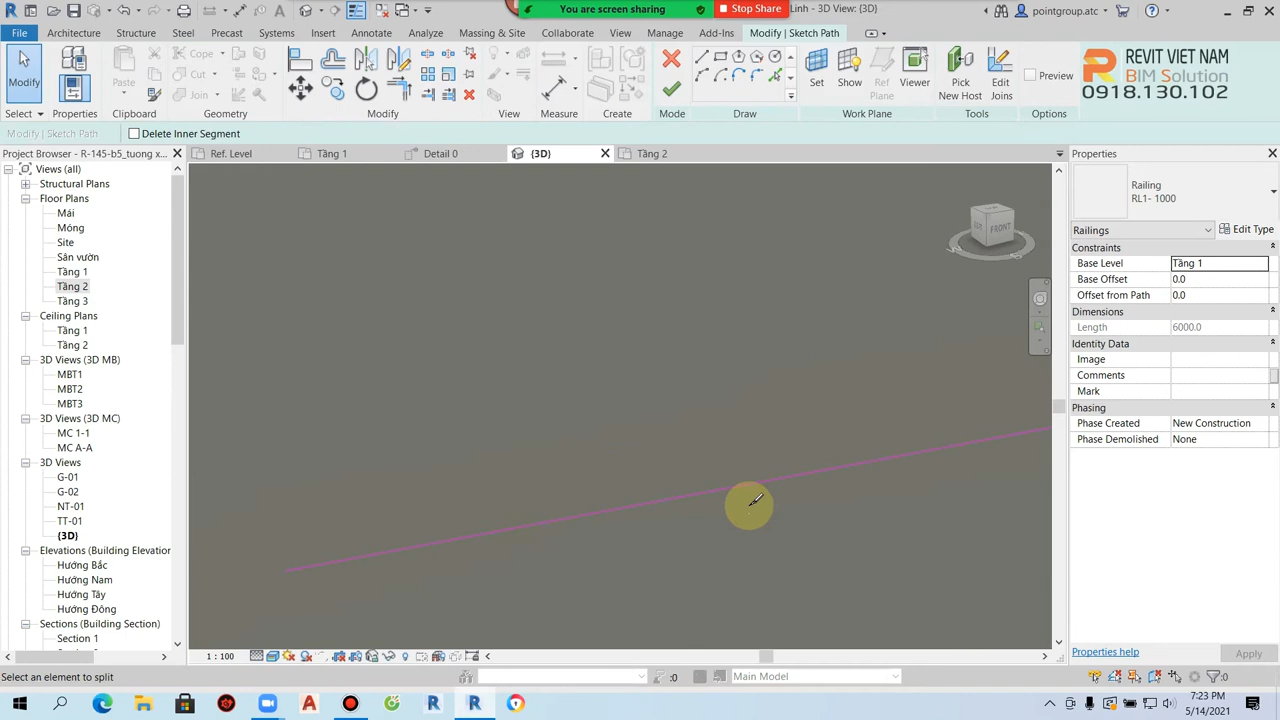 You are screen sharing
Stop Share
Linh - 3D View: {3D}
pointgroup.atc
File
Architecture
Structure
Steel
Precast
Systems
Insert
Annotate
Analyze
Massing & Site
Collaborate
View
Manage
Add-Ins
Modify | Sketch Path
Modify
Paste
Cope
Cut
Join
Set
Show
Ref Plane
Viewer
Pick New Host
Edit Joins
Preview
REVIT VIET NAM
BIM Solution
0918.130.102
Select
Properties
Clipboard
Geometry
Modify
View
Measure
Create
Mode
Draw
Work Plane
Tools
Options
Modify | Sketch Path
Delete Inner Segment
Project Browser - R-145-b5_tuong x...
Ref. Level
Tầng 1
Detail 0
{3D}
Tầng 2
Properties
Views (all)
Structural Plans
Floor Plans
Mái
Móng
Site
Sân vườn
Tầng 1
Tầng 2
Tầng 3
Ceiling Plans
Tầng 1
Tầng 2
3D Views (3D MB)
MBT1
MBT2
MBT3
3D Views (3D MC)
MC 1-1
MC A-A
3D Views
G-01
G-02
NT-01
TT-01
{3D}
Elevations (Building Elevation
Hướng Bắc
Hướng Nam
Hướng Tây
Hướng Đông
Sections (Building Section)
Section 1
FRONT
Railing
RL1- 1000
Railings
Edit Type
Constraints
Base Level Tầng 1
Base Offset 0.0
Offset from Path 0.0
Dimensions
Length 6000.0
Identity Data
Image
Comments
Mark
Phasing
Phase Created New Construction
Phase Demolished None
Properties help
Apply
1 : 100
Select an element to split
:0
Main Model
:0
7:23 PM
5/14/2021